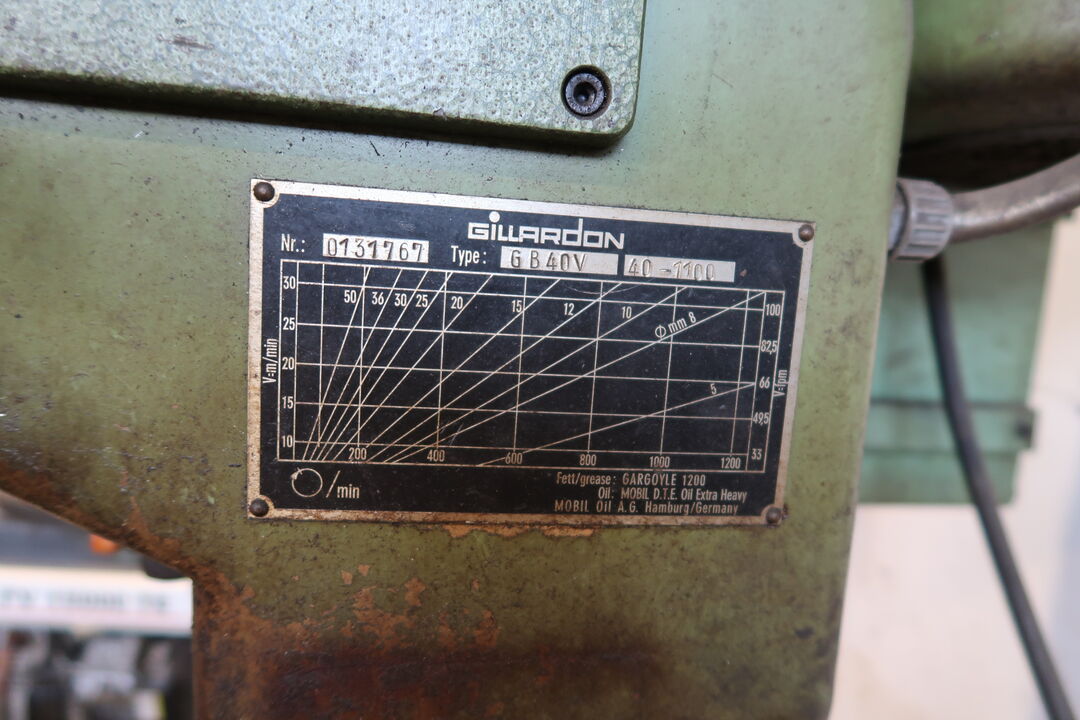 GILLARDON
Nr.: 0131767 Type: GB40V 40-1100
30 50 36 30 25 20 15 12 10 Ø mm 8 100
25 82,5
20 5 66
15 49,5
10 200 400 600 800 1000 1200 33
V=m/min
V=fpm
/min
Fett/grease: GARGOYLE 1200
Oil: MOBIL D.T.E. Oil Extra Heavy
MOBIL Oil A.G. Hamburg/Germany